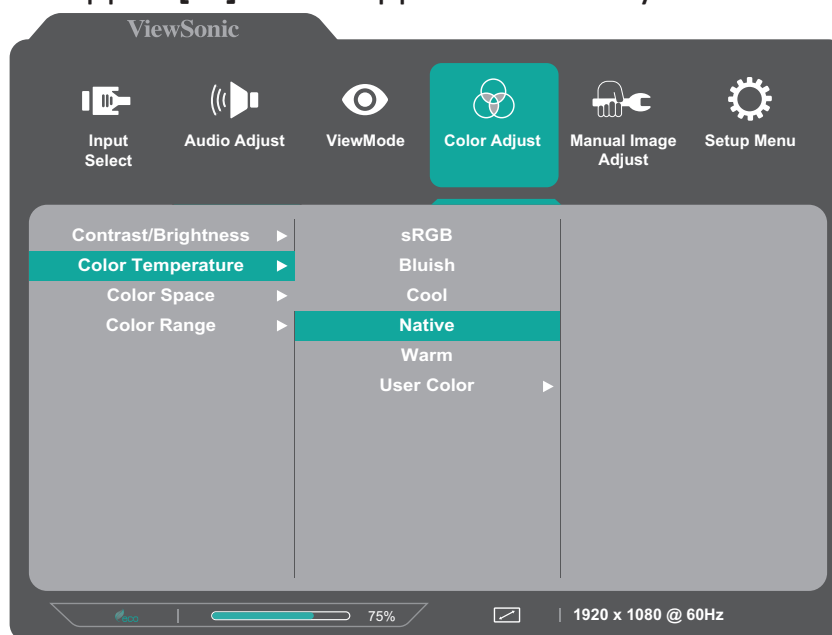 ViewSonic
Input Select
Audio Adjust
ViewMode
Color Adjust
Manual Image Adjust
Setup Menu
Contrast/Brightness
Color Temperature
Color Space
Color Range
sRGB
Bluish
Cool
Native
Warm
User Color
eco
75%
1920 x 1080 @ 60Hz